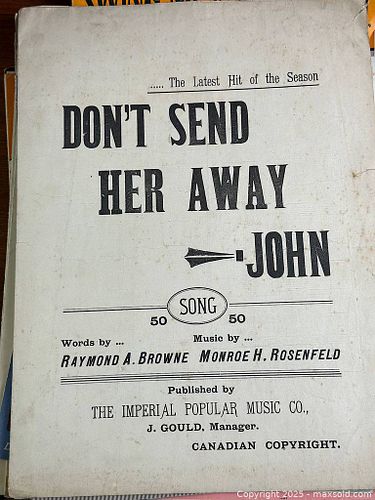 ..... The Latest Hit of the Season
DON'T SEND
HER AWAY
JOHN
SONG
50 50
Words by ... Music by ...
RAYMOND A. BROWNE MONROE H. ROSENFELD
Published by
THE IMPERIAL POPULAR MUSIC CO.,
J. GOULD, Manager.
CANADIAN COPYRIGHT.
Copyright 2025 - maxsold.com